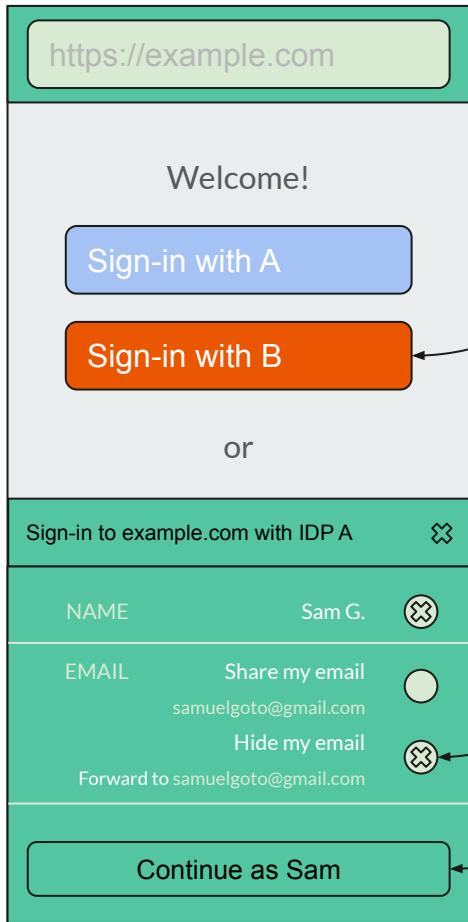 https://example.com
Welcome!
Sign-in with A
Sign-in with B
or
Sign-in to example.com with IDP A
NAME Sam G.
EMAIL Share my email
samuelgoto@gmail.com
Hide my email
Forward to samuelgoto@gmail.com
Continue as Sam